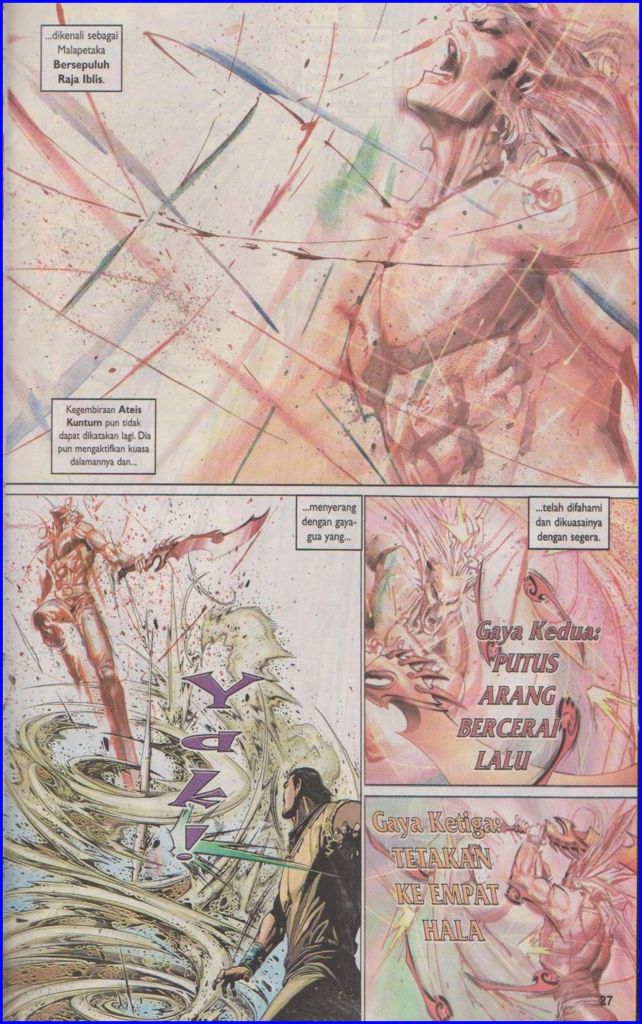 ...dikenali sebagai
Malapetaka
Bersepuluh
Raja Iblis.
Kegembiraan Ateis
Kuntum pun tidak
dapat dikatakan lagi. Dia
pun mengaktifkan kuasa
dalamannya dan...
...menyerang
dengan gaya-
gua yang...
...telah difahami
dan dikuasainya
dengan segera.
Yak!!
Gaya Kedua:
PUTUS
ARANG
BERCERAI
LALU
Gaya Ketiga:
TETAKAN
KE EMPAT
HALA
27